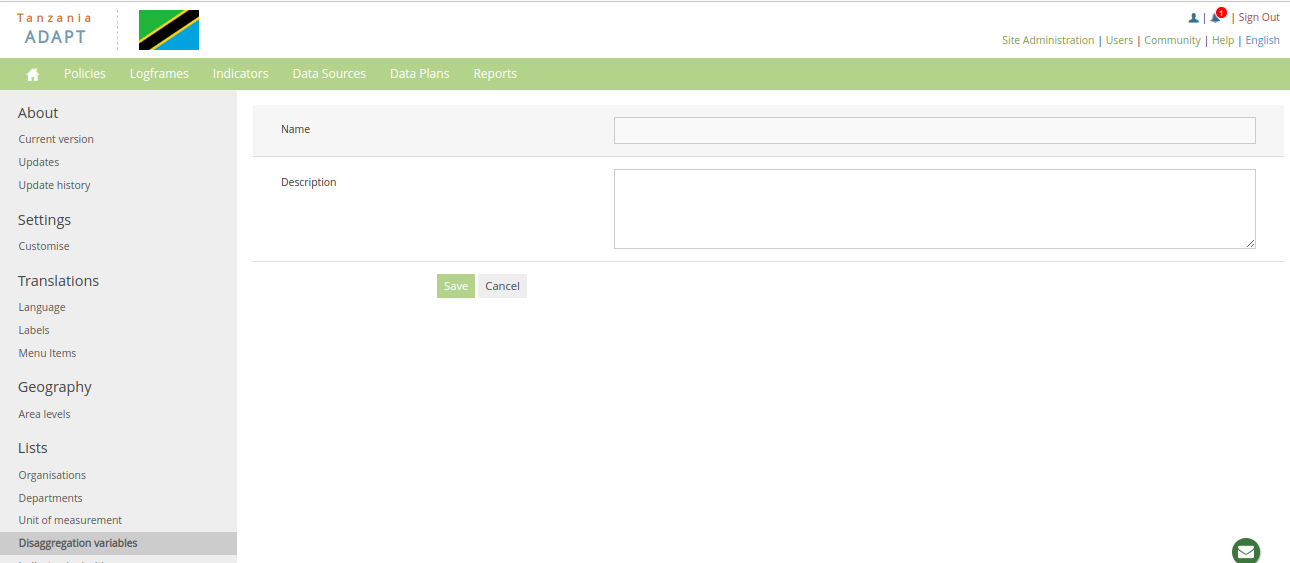 Tanzania
ADAPT
1
| | Sign Out
Site Administration | Users | Community | Help | English
Policies Logframes Indicators Data Sources Data Plans Reports
About
Current version
Updates
Update history
Settings
Customise
Translations
Language
Labels
Menu Items
Geography
Area levels
Lists
Organisations
Departments
Unit of measurement
Disaggregation variables
Name
Description
Save Cancel